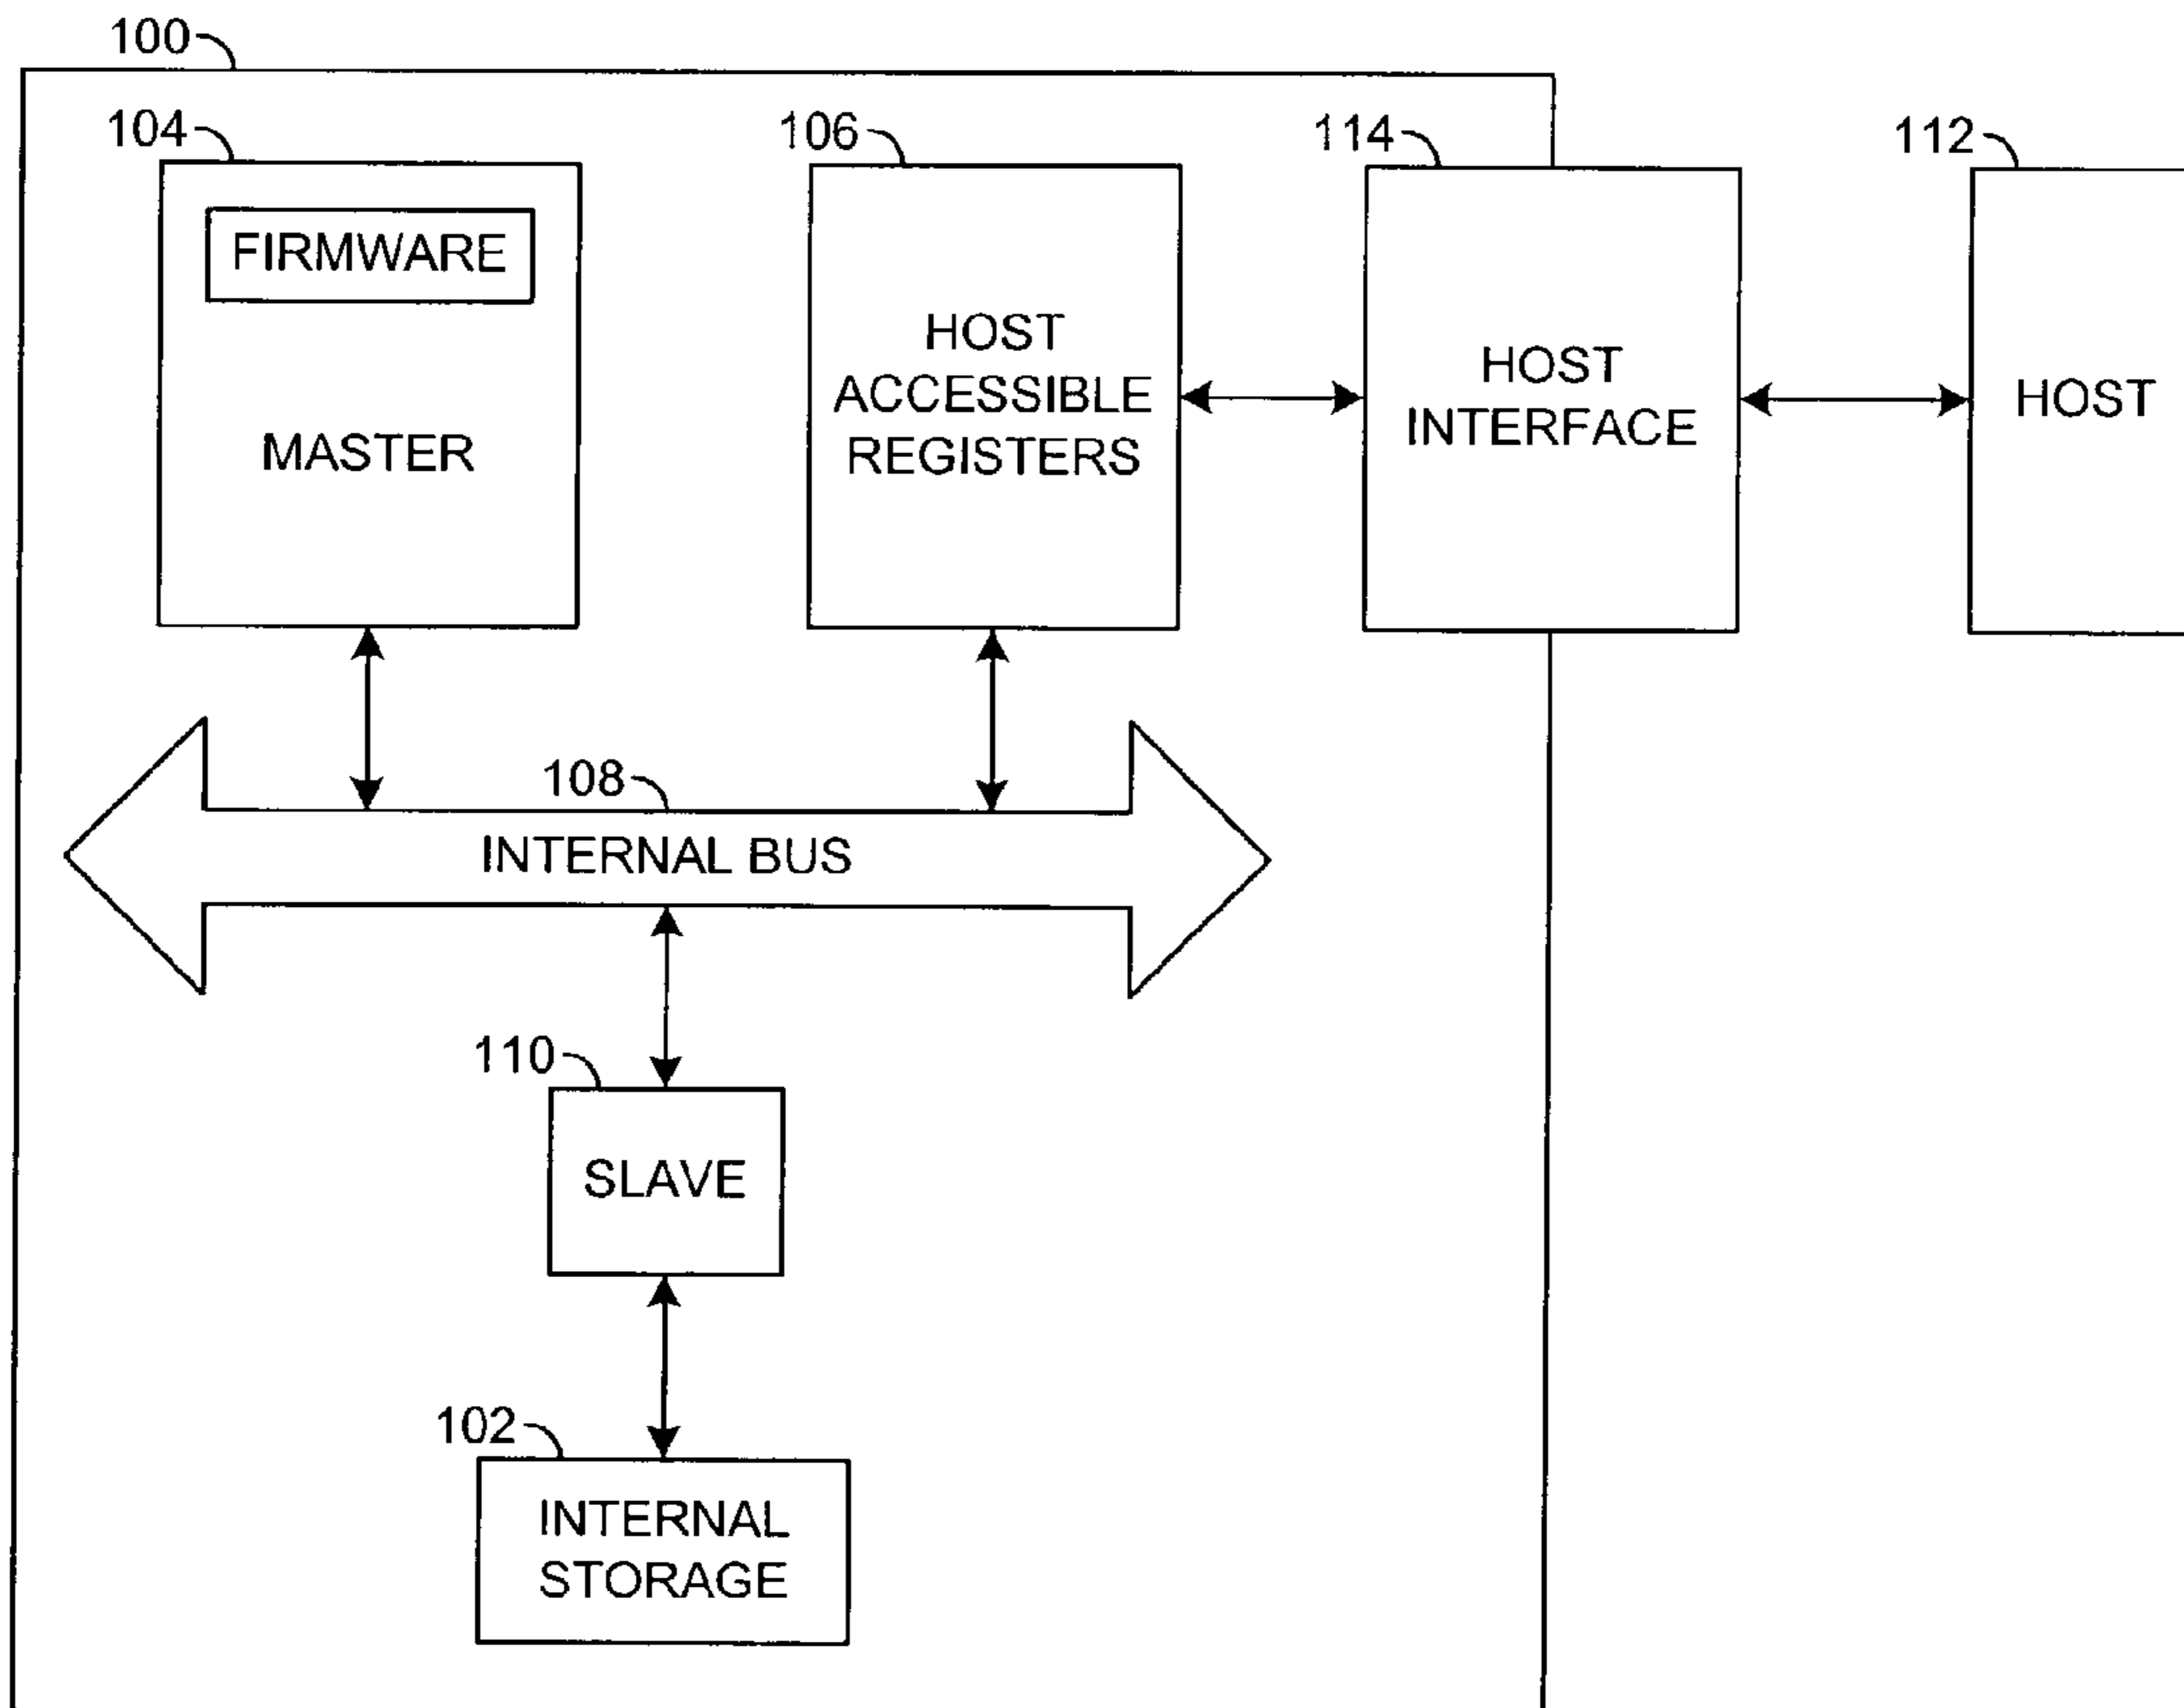 100
104
106
114
112
FIRMWARE
MASTER
HOST
ACCESSIBLE
REGISTERS
HOST
INTERFACE
HOST
108
INTERNAL BUS
110
SLAVE
102
INTERNAL
STORAGE